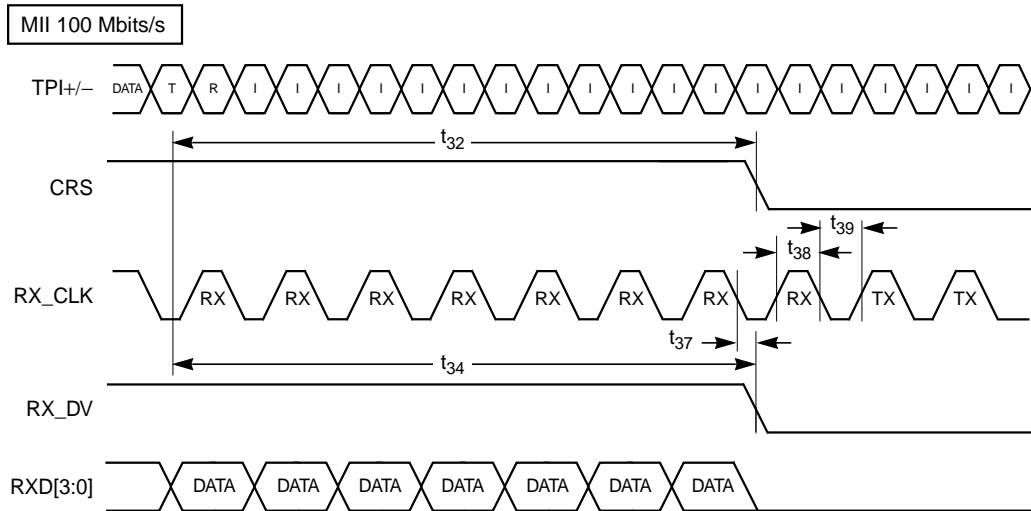 MII 100 Mbits/s
TPI+/– DATA T R I I I I I I I I I I I I I I I I I I I
t32
CRS
t39
t38
RX_CLK RX RX RX RX RX RX RX RX TX TX
t37
t34
RX_DV
RXD[3:0] DATA DATA DATA DATA DATA DATA DATA